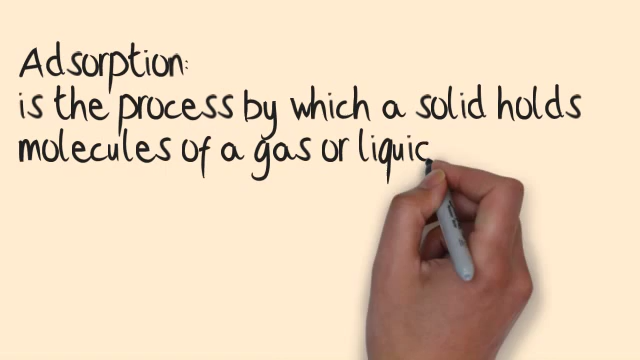 Adsorption:
is the process by which a solid holds
molecules of a gas or liquic